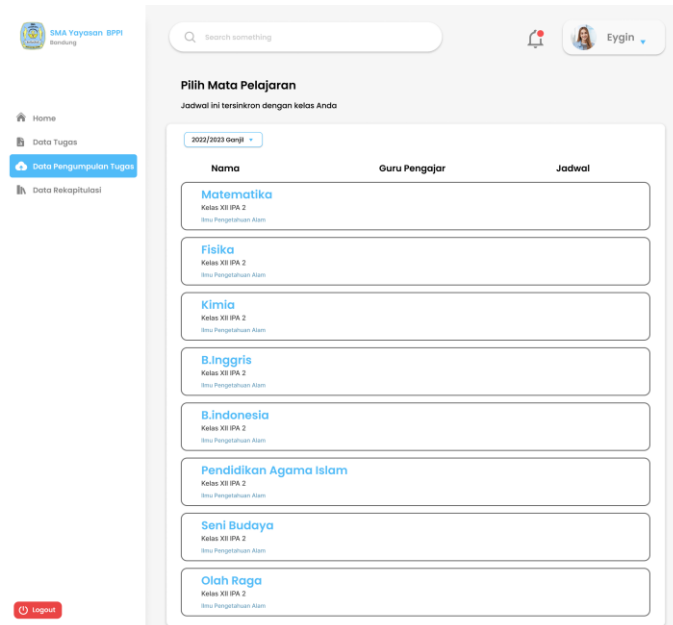 SMA Yayasan BPPI
Bandung
Search something
Eygin
Pilih Mata Pelajaran
Jadwal ini tersinkron dengan kelas Anda
Home
Data Tugas
Data Pengumpulan Tugas
Data Rekapitulasi
2022/2023 Ganjil
Nama Guru Pengajar Jadwal
Matematika
Kelas XII IPA 2
Ilmu Pengetahuan Alam
Fisika
Kelas XII IPA 2
Ilmu Pengetahuan Alam
Kimia
Kelas XII IPA 2
Ilmu Pengetahuan Alam
B.Inggris
Kelas XII IPA 2
Ilmu Pengetahuan Alam
B.indonesia
Kelas XII IPA 2
Ilmu Pengetahuan Alam
Pendidikan Agama Islam
Kelas XII IPA 2
Ilmu Pengetahuan Alam
Seni Budaya
Kelas XII IPA 2
Ilmu Pengetahuan Alam
Olah Raga
Kelas XII IPA 2
Ilmu Pengetahuan Alam
Logout